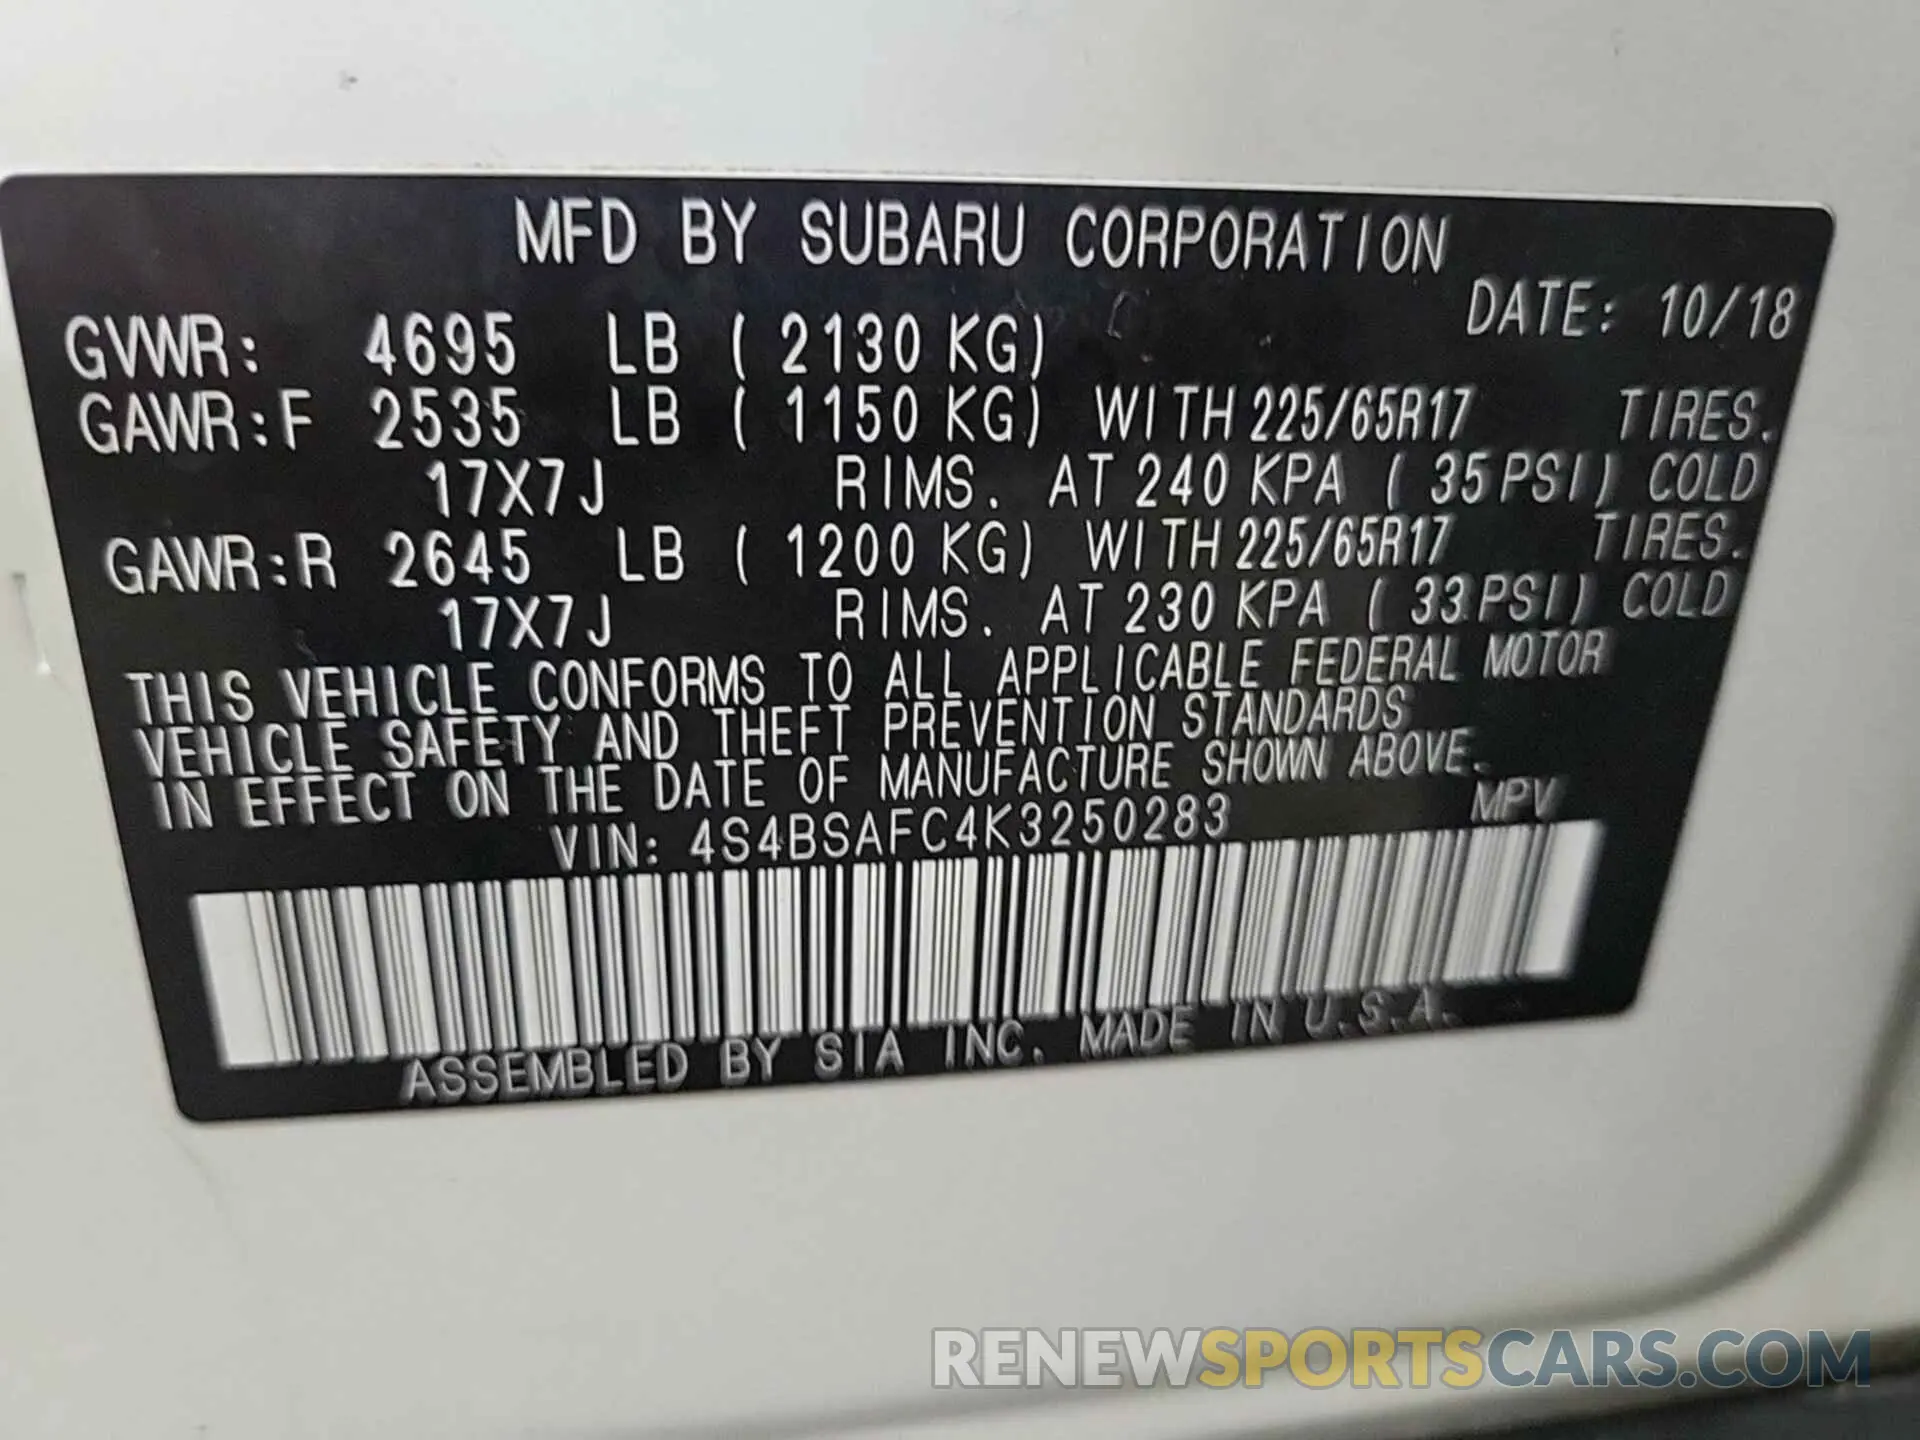 MFD BY SUBARU CORPORATION
DATE: 10/18
GVWR: 4695 LB ( 2130 KG)
GAWR:F 2535 LB ( 1150 KG) WITH 225/65R17 TIRES.
17X7J RIMS. AT 240 KPA ( 35 PSI) COLD
GAWR:R 2645 LB ( 1200 KG) WITH 225/65R17 TIRES.
17X7J RIMS. AT 230 KPA ( 33 PSI) COLD
THIS VEHICLE CONFORMS TO ALL APPLICABLE FEDERAL MOTOR
VEHICLE SAFETY AND THEFT PREVENTION STANDARDS
IN EFFECT ON THE DATE OF MANUFACTURE SHOWN ABOVE.
VIN: 4S4BSAFC4K3250283 MPV
ASSEMBLED BY SIA INC. MADE IN U.S.A.
RENEWSPORTSCARS.COM